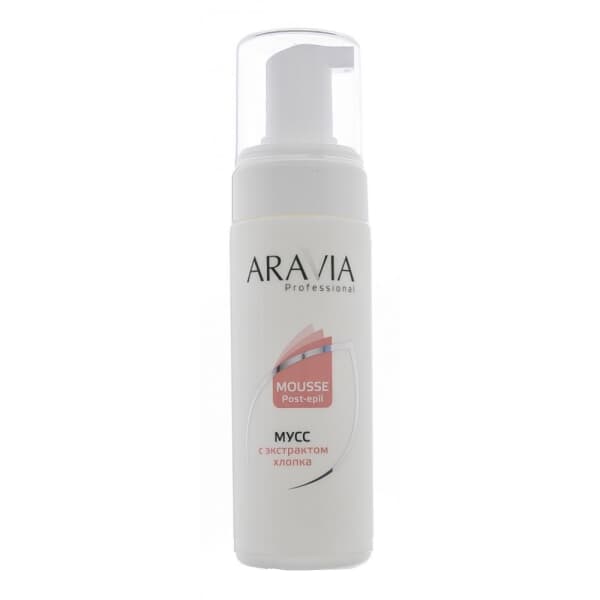 ARAVIA
Professional
MOUSSE
Post-epil
МУСС
с экстрактом
хлопка